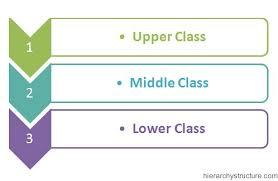 1
• Upper Class
2
• Middle Class
3
• Lower Class
hierarchystructure.com